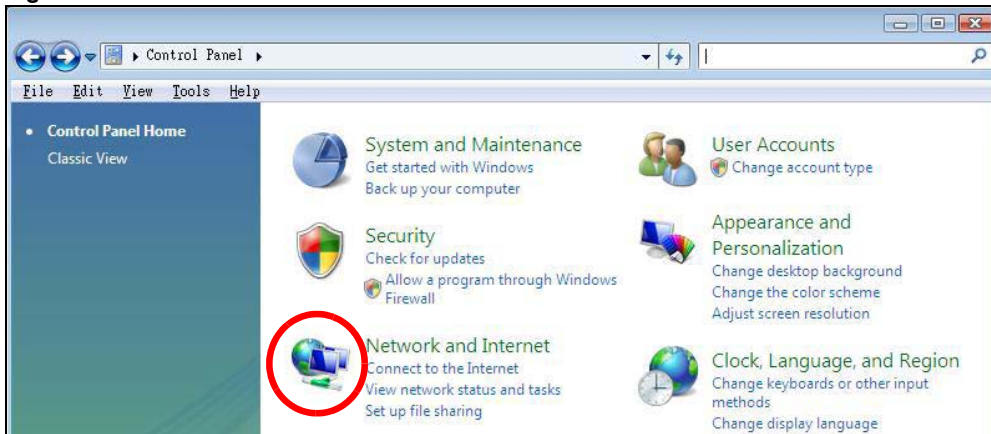 Control Panel
File Edit View Tools Help
Control Panel Home
Classic View
System and Maintenance
Get started with Windows
Back up your computer
Security
Check for updates
Allow a program through Windows
Firewall
Network and Internet
Connect to the Internet
View network status and tasks
Set up file sharing
User Accounts
Change account type
Appearance and
Personalization
Change desktop background
Change the color scheme
Adjust screen resolution
Clock, Language, and Region
Change keyboards or other input
methods
Change display language